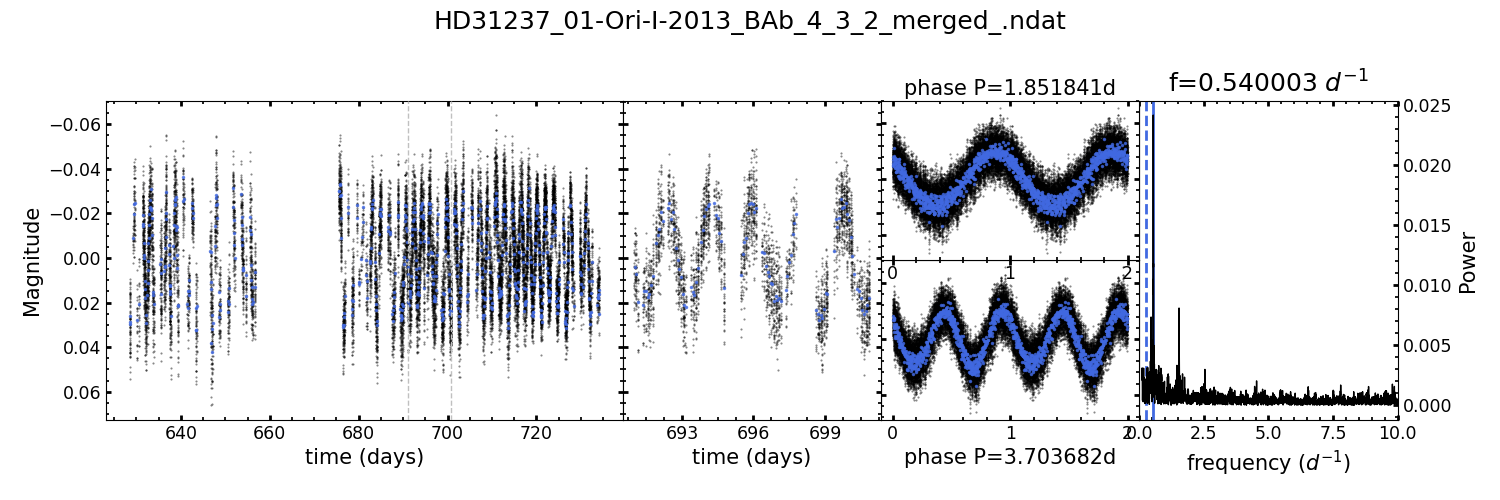 HD31237_01-Ori-I-2013_BAb_4_3_2_merged_.ndat
phase P=1.851841d
f=0.540003 d⁻¹
Magnitude
−0.06
−0.04
−0.02
0.00
0.02
0.04
0.06
640 660 680 700 720
time (days)
693 696 699
time (days)
0 1 2
0 1 2
phase P=3.703682d
0.0 2.5 5.0 7.5 10.0
frequency (d⁻¹)
0.025
0.020
0.015
0.010
0.005
0.000
Power